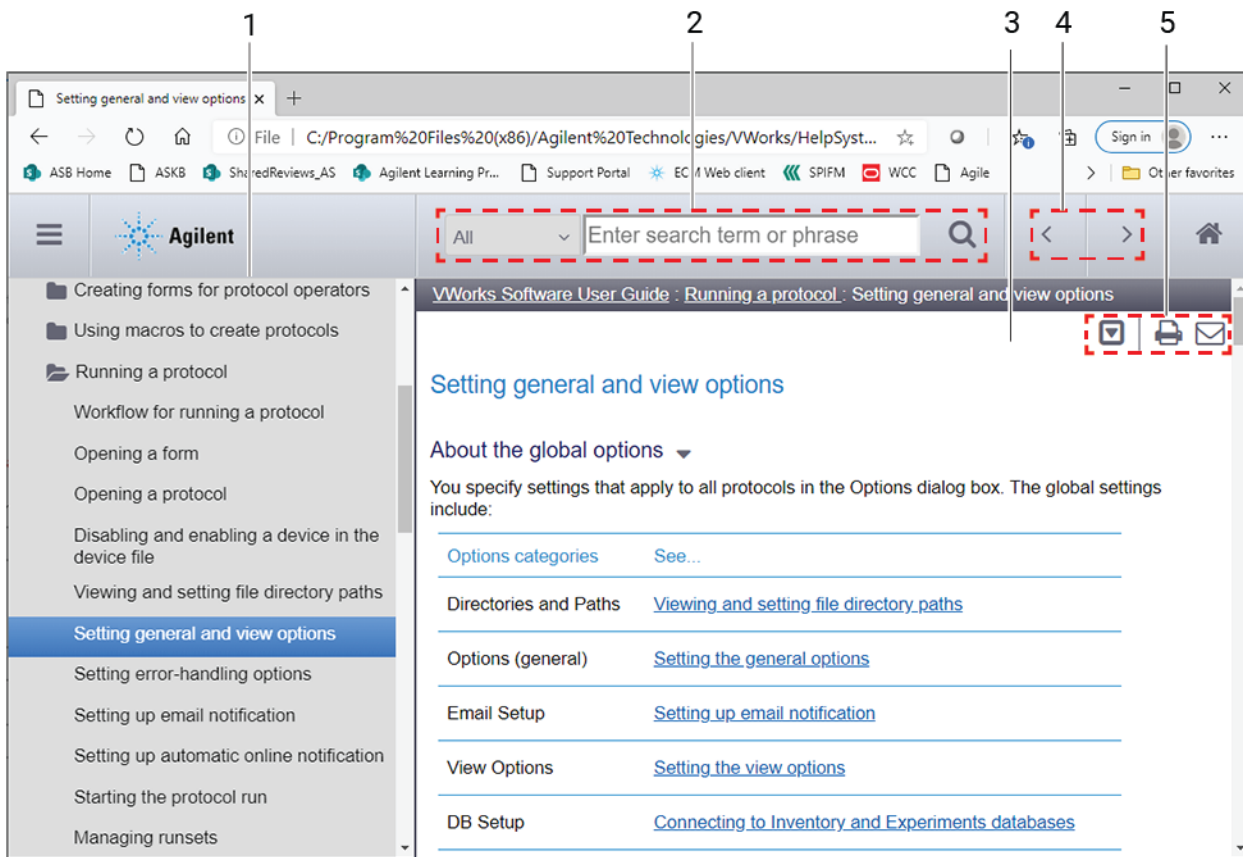 1 2 3 4 5
Setting general and view options
File | C:/Program%20Files%20(x86)/Agilent%20Technologies/VWorks/HelpSyst... Sign in
ASB Home ASKB SharedReviews_AS Agilent Learning Pr... Support Portal ECM Web client SPIFM WCC Agile Other favorites
Agilent All Enter search term or phrase
Creating forms for protocol operators
Using macros to create protocols
Running a protocol
Workflow for running a protocol
Opening a form
Opening a protocol
Disabling and enabling a device in the
device file
Viewing and setting file directory paths
Setting general and view options
Setting error-handling options
Setting up email notification
Setting up automatic online notification
Starting the protocol run
Managing runsets
VWorks Software User Guide : Running a protocol : Setting general and view options
Setting general and view options
About the global options
You specify settings that apply to all protocols in the Options dialog box. The global settings
include:
Options categories See...
Directories and Paths Viewing and setting file directory paths
Options (general) Setting the general options
Email Setup Setting up email notification
View Options Setting the view options
DB Setup Connecting to Inventory and Experiments databases